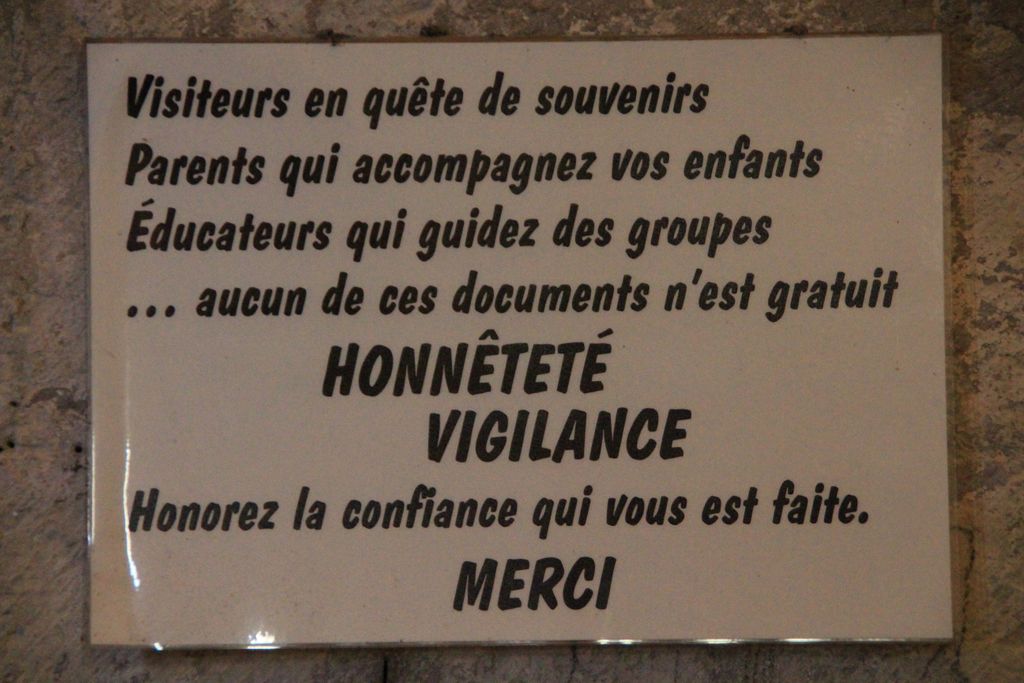 Visiteurs en quête de souvenirs
Parents qui accompagnez vos enfants
Éducateurs qui guidez des groupes
... aucun de ces documents n'est gratuit
HONNÊTETÉ
VIGILANCE
Honorez la confiance qui vous est faite.
MERCI